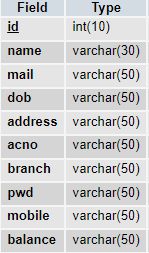 Field Type
id int(10)
name varchar(30)
mail varchar(50)
dob varchar(50)
address varchar(50)
acno varchar(50)
branch varchar(50)
pwd varchar(50)
mobile varchar(50)
balance varchar(50)